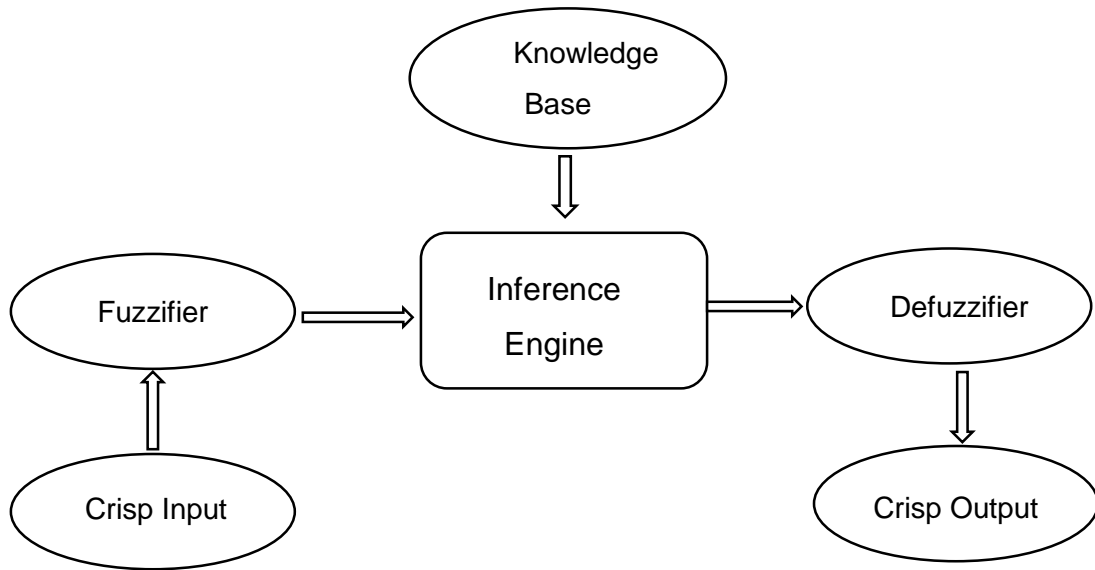 Knowledge
Base
Fuzzifier
Inference
Engine
Defuzzifier
Crisp Input
Crisp Output